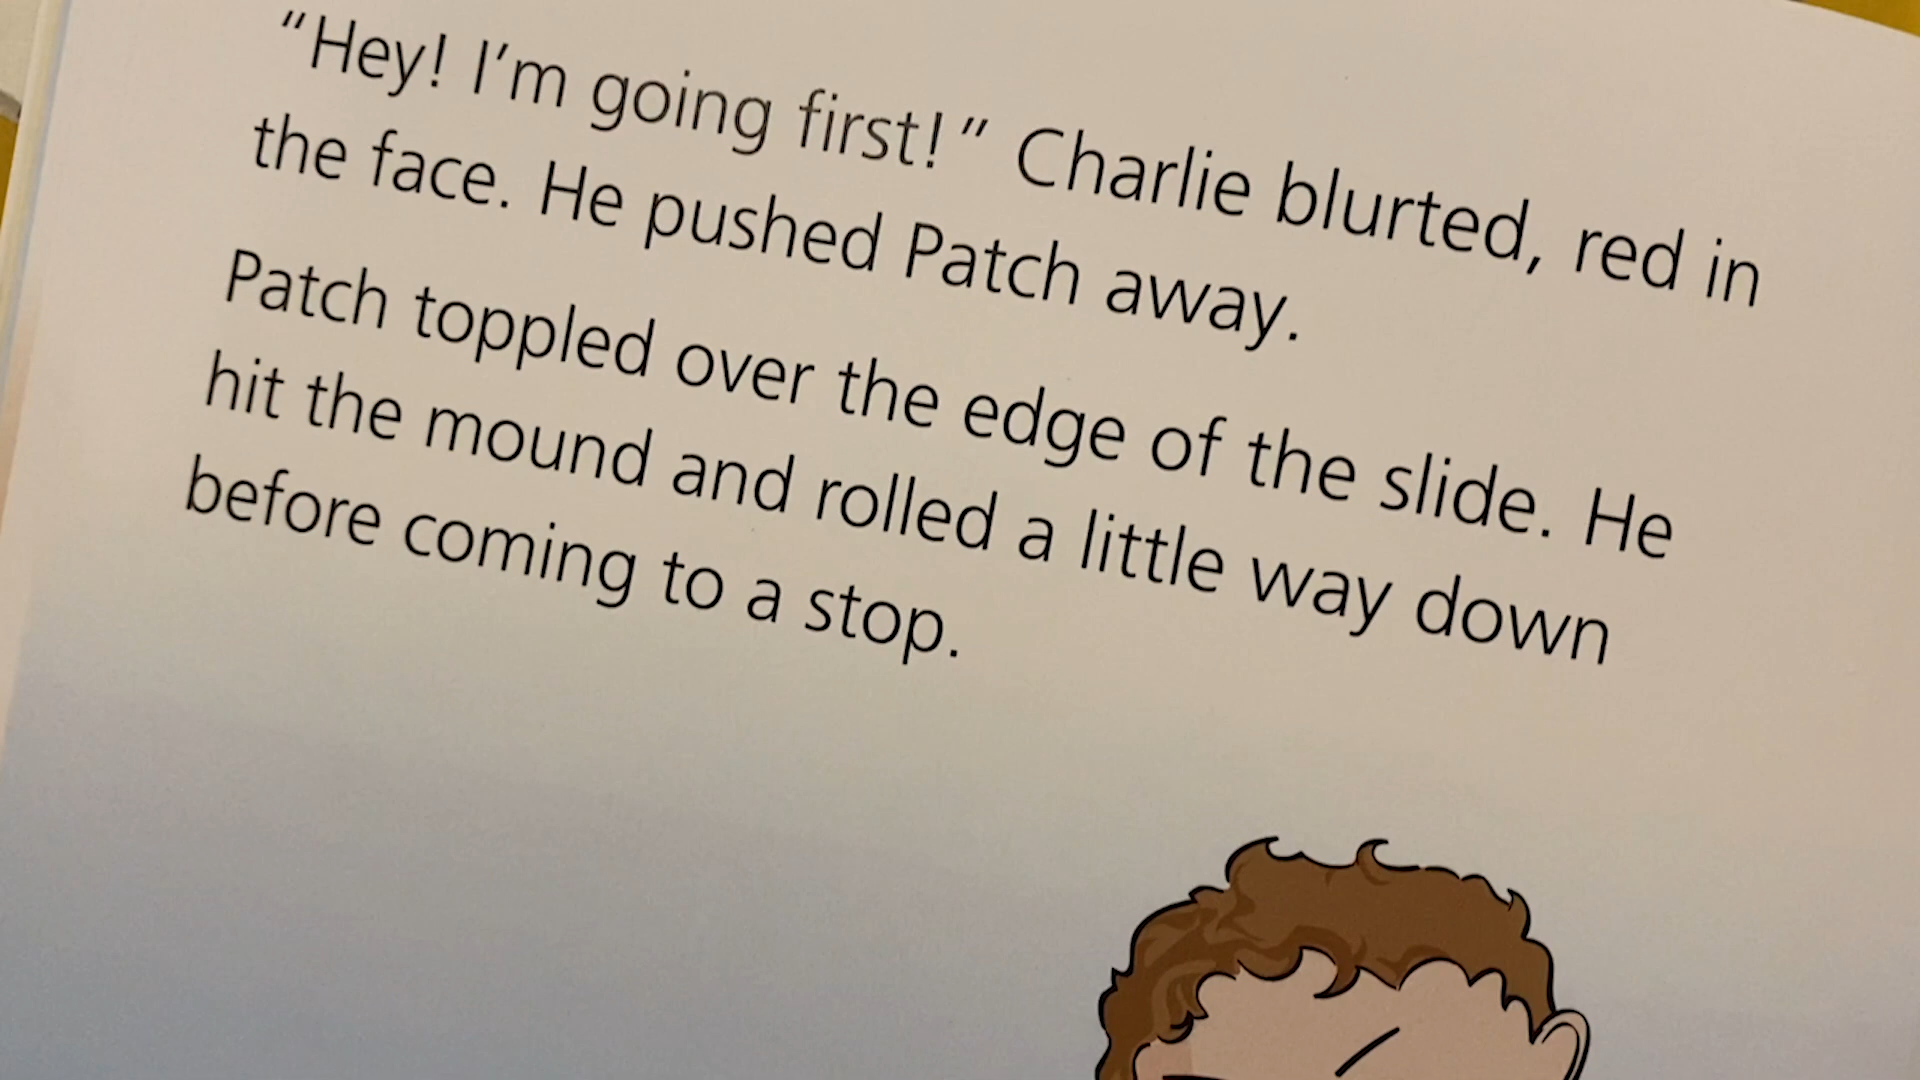 “Hey! I’m going first!” Charlie blurted, red in
the face. He pushed Patch away.
Patch toppled over the edge of the slide. He
hit the mound and rolled a little way down
before coming to a stop.